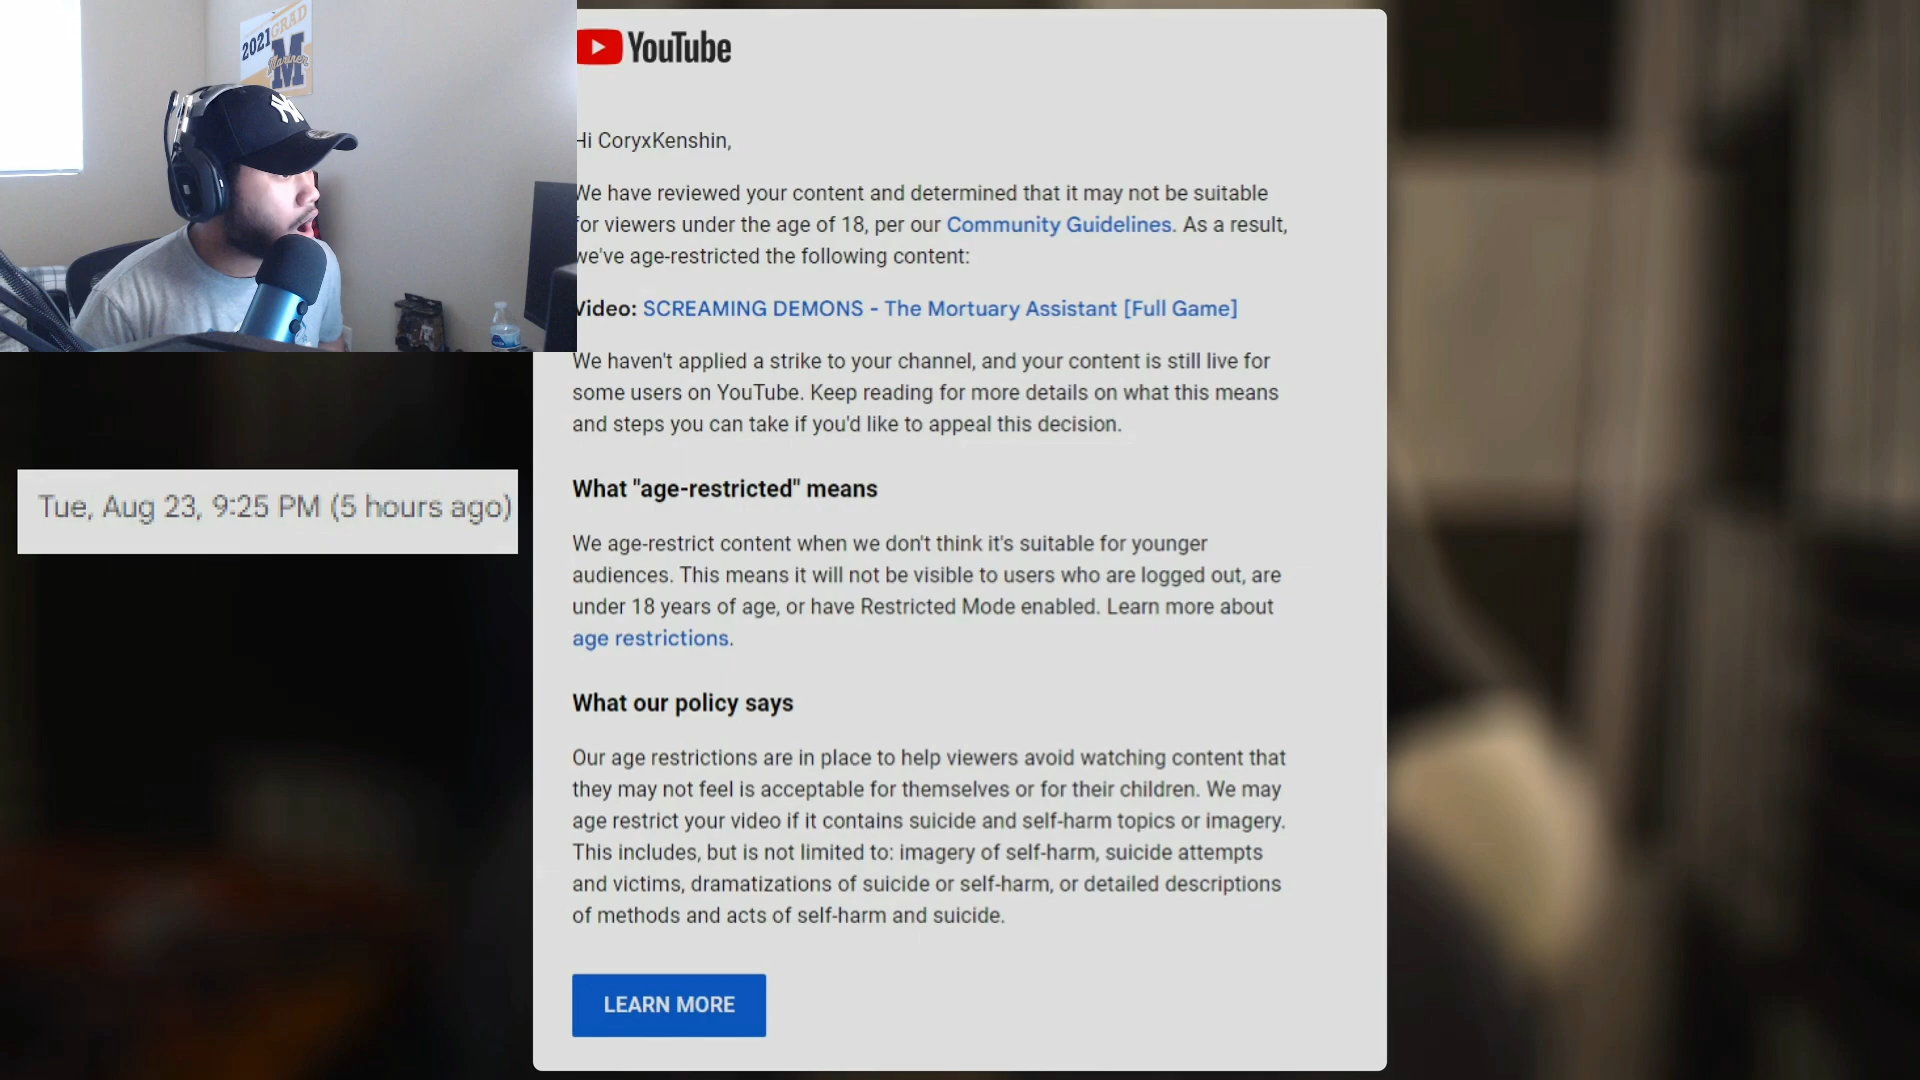 2021 GRAD
M
Mariners
NY
YouTube
Hi CoryxKenshin,
We have reviewed your content and determined that it may not be suitable
for viewers under the age of 18, per our Community Guidelines. As a result,
we've age-restricted the following content:
Video: SCREAMING DEMONS - The Mortuary Assistant [Full Game]
We haven't applied a strike to your channel, and your content is still live for
some users on YouTube. Keep reading for more details on what this means
and steps you can take if you'd like to appeal this decision.
Tue, Aug 23, 9:25 PM (5 hours ago)
What "age-restricted" means
We age-restrict content when we don't think it's suitable for younger
audiences. This means it will not be visible to users who are logged out, are
under 18 years of age, or have Restricted Mode enabled. Learn more about
age restrictions.
What our policy says
Our age restrictions are in place to help viewers avoid watching content that
they may not feel is acceptable for themselves or for their children. We may
age restrict your video if it contains suicide and self-harm topics or imagery.
This includes, but is not limited to: imagery of self-harm, suicide attempts
and victims, dramatizations of suicide or self-harm, or detailed descriptions
of methods and acts of self-harm and suicide.
LEARN MORE